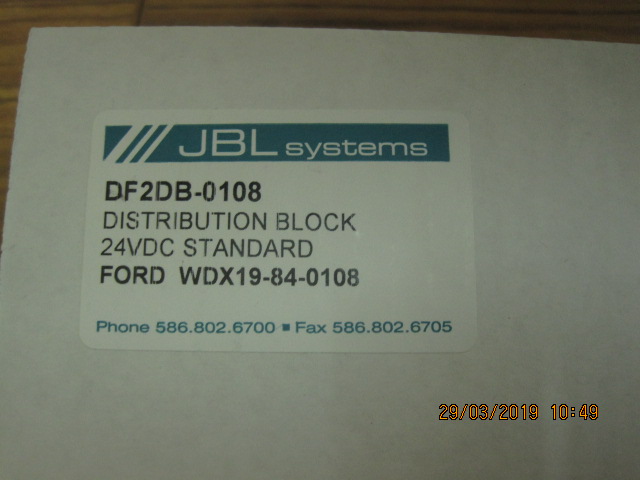 JBL systems
DF2DB-0108
DISTRIBUTION BLOCK
24VDC STANDARD
FORD WDX19-84-0108
Phone 586.802.6700 ■ Fax 586.802.6705
29/03/2019 10:49